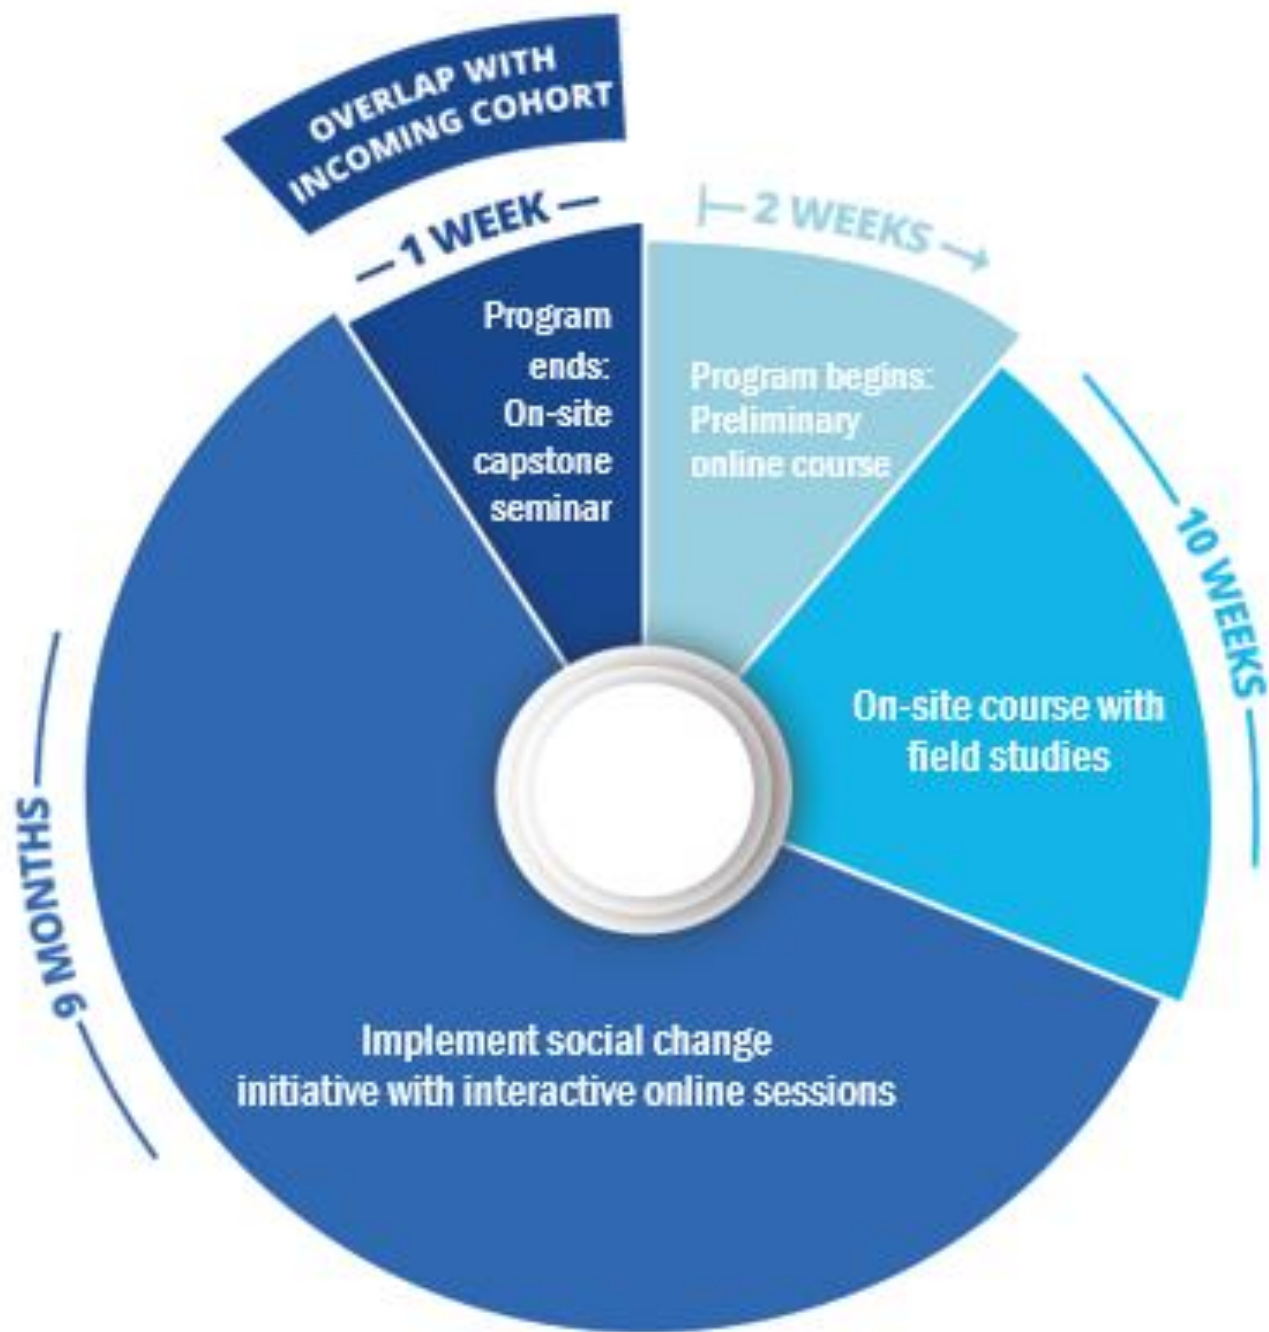 OVERLAP WITH
INCOMING COHORT
1 WEEK
Program
ends:
On-site
capstone
seminar
2 WEEKS
Program begins:
Preliminary
online course
10 WEEKS
On-site course with
field studies
9 MONTHS
Implement social change
initiative with interactive online sessions